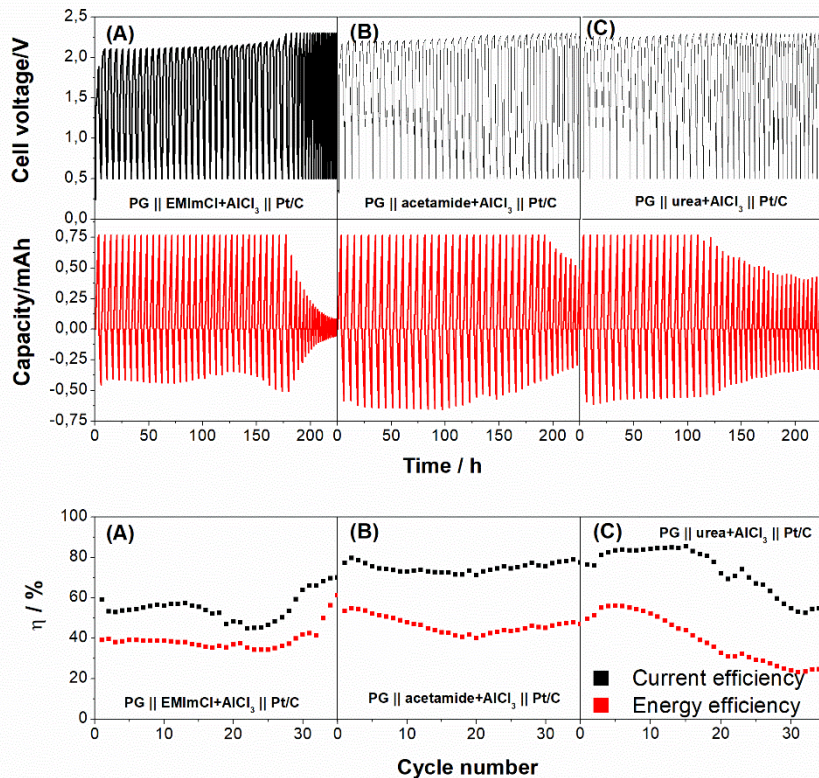 (A) (B) (C)
Cell voltage/V
2,5
2,0
1,5
1,0
0,5
0,0
PG || EMImCl+AlCl₃ || Pt/C
PG || acetamide+AlCl₃ || Pt/C
PG || urea+AlCl₃ || Pt/C
Capacity/mAh
0,75
0,50
0,25
0,00
-0,25
-0,50
-0,75
0 50 100 150 200 0 50 100 150 200 0 50 100 150 200
Time / h
(A) (B) (C)
PG || urea+AlCl₃ || Pt/C
η / %
100
80
60
40
20
0
Current efficiency
Energy efficiency
PG || EMImCl+AlCl₃ || Pt/C
PG || acetamide+AlCl₃ || Pt/C
0 10 20 30 0 10 20 30 0 10 20 30
Cycle number